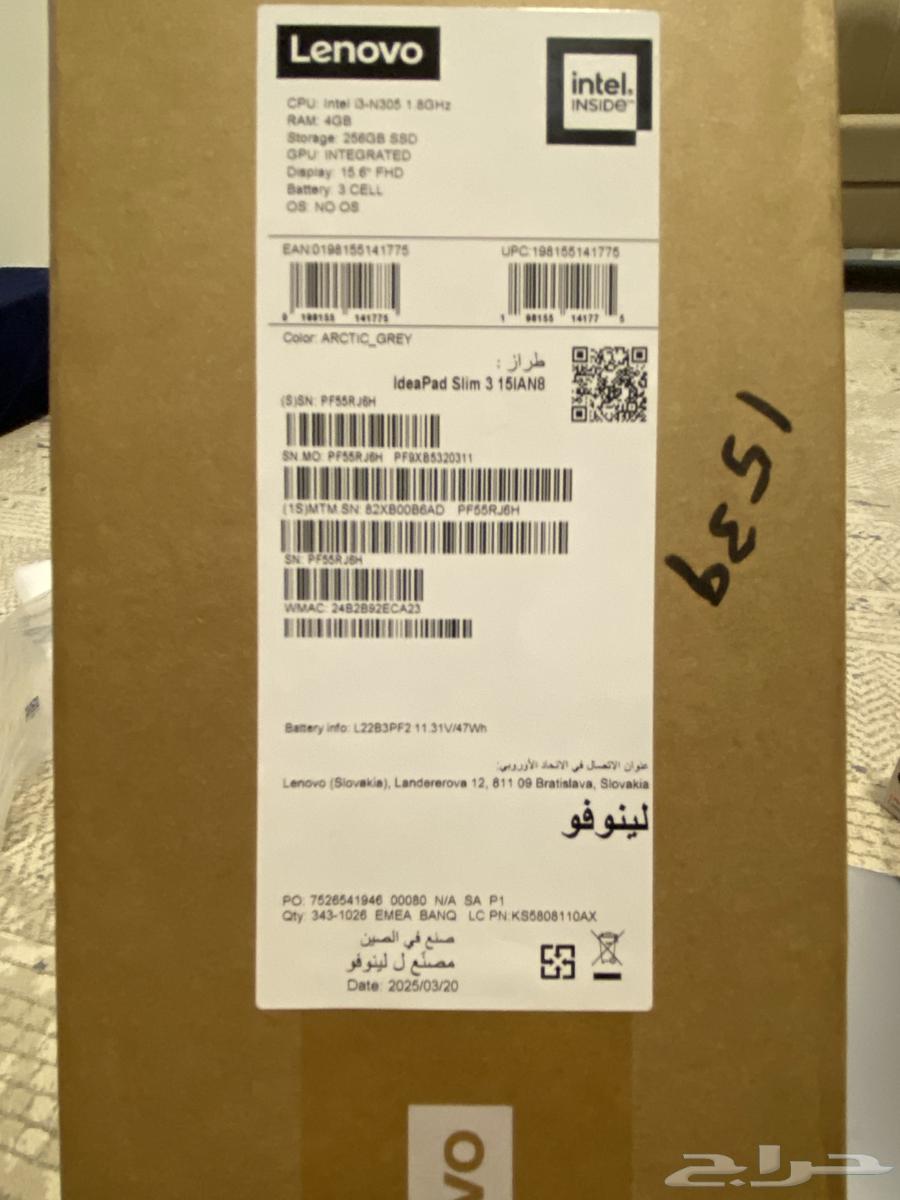 Lenovo
intel.
INSIDE™
CPU: Intel i3-N305 1.8GHz
RAM: 4GB
Storage: 256GB SSD
GPU: INTEGRATED
Display: 15.6" FHD
Battery: 3 CELL
OS: NO OS
EAN:0198155141775 UPC:198155141775
0 198155 141775 1 98155 14177 5
Color: ARCTIC_GREY
طراز :
IdeaPad Slim 3 15IAN8
(S)SN: PF55RJ6H
SN.MO: PF55RJ6H PF9XB5320311
(1S)MTM.SN: 82XB00B6AD PF55RJ6H
SN: PF55RJ6H
WMAC: 24B2B92ECA23
1539
Battery info: L22B3PF2 11.31V/47Wh
عنوان الاتصال في الاتحاد الأوروبي:
Lenovo (Slovakia), Landererova 12, 811 09 Bratislava, Slovakia
لينوفو
PO: 7526541946 00080 N/A SA P1
Qty: 343-1026 EMEA BANQ LC PN:KS5808110AX
صنع في الصين
مصنّع ل لينوفو
Date: 2025/03/20
vo
حراج